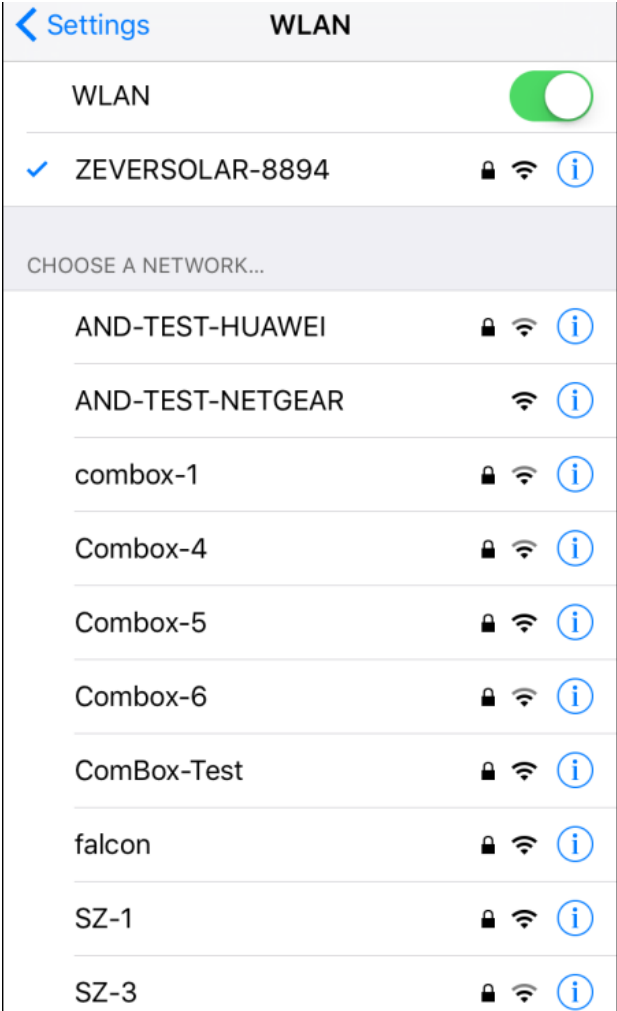 Settings WLAN
WLAN
ZEVERSOLAR-8894
CHOOSE A NETWORK...
AND-TEST-HUAWEI
AND-TEST-NETGEAR
combox-1
Combox-4
Combox-5
Combox-6
ComBox-Test
falcon
SZ-1
SZ-3